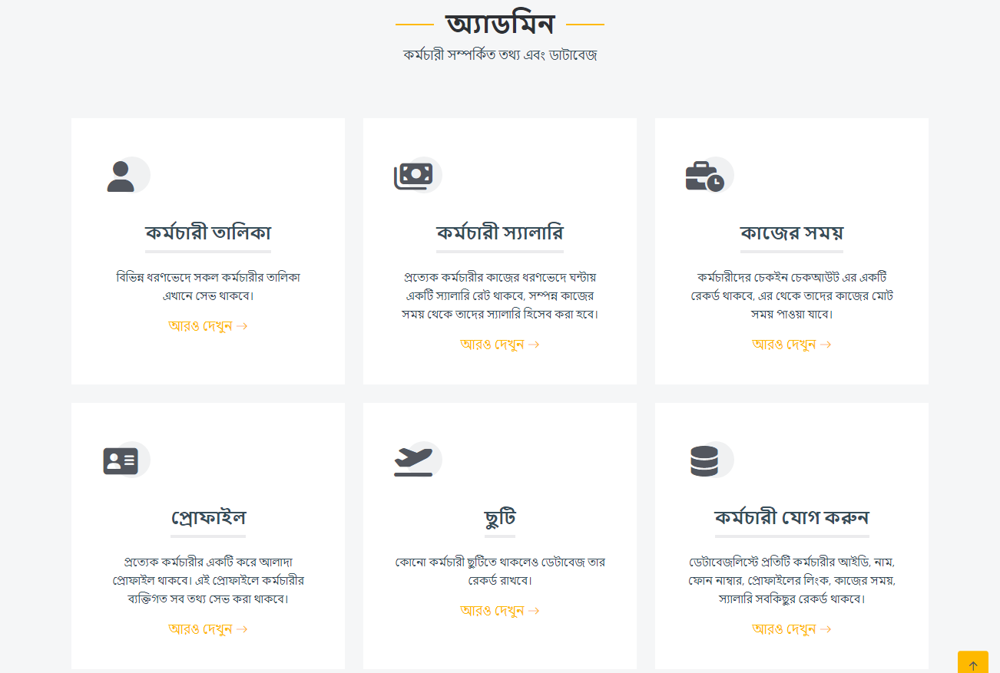 অ্যাডমিন
কর্মচারী সম্পর্কিত তথ্য এবং ডাটাবেজ
কর্মচারী তালিকা
বিভিন্ন ধরণভেদে সকল কর্মচারীর তালিকা
এখানে সেভ থাকবে।
আরও দেখুন →
কর্মচারী স্যালারি
প্রত্যেক কর্মচারীর কাজের ধরণভেদে ঘন্টায়
একটি স্যালারি রেট থাকবে, সম্পন্ন কাজের
সময় থেকে তাদের স্যালারি হিসেব করা হবে।
আরও দেখুন →
কাজের সময়
কর্মচারীদের চেকইন চেকআউট এর একটি
রেকর্ড থাকবে, এর থেকে তাদের কাজের মোট
সময় পাওয়া যাবে।
আরও দেখুন →
প্রোফাইল
প্রত্যেক কর্মচারীর একটি করে আলাদা
প্রোফাইল থাকবে। এই প্রোফাইলে কর্মচারীর
ব্যক্তিগত সব তথ্য সেভ করা থাকবে।
আরও দেখুন →
ছুটি
কোনো কর্মচারী ছুটিতে থাকলেও ডেটাবেজ তার
রেকর্ড রাখবে।
আরও দেখুন →
কর্মচারী যোগ করুন
ডেটাবেজলিস্টে প্রতিটি কর্মচারীর আইডি, নাম,
ফোন নাম্বার, প্রোফাইলের লিংক, কাজের সময়,
স্যালারি সবকিছুর রেকর্ড থাকবে।
আরও দেখুন →